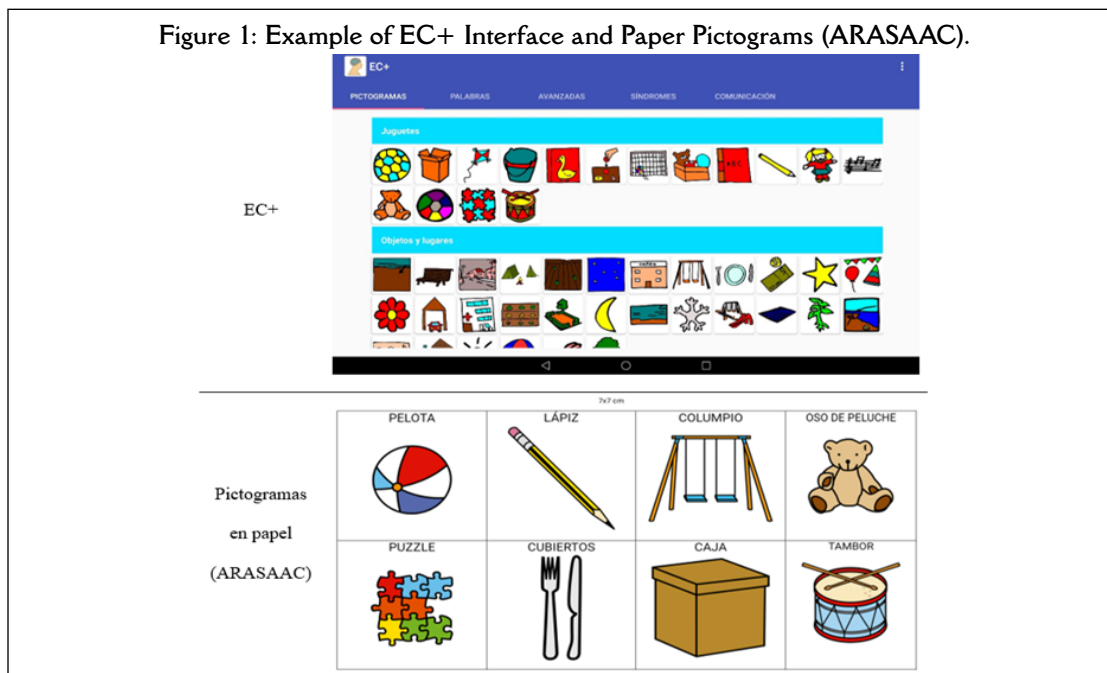 Figure 1: Example of EC+ Interface and Paper Pictograms (ARASAAC).
EC+
PICTOGRAMAS PALABRAS AVANZADAS SÍNDROMES COMUNICACIÓN
Juguetes
EC+
Objetos y lugares
7x7 cm
PELOTA LÁPIZ COLUMPIO OSO DE PELUCHE
Pictogramas
en papel
(ARASAAC)
PUZZLE CUBIERTOS CAJA TAMBOR